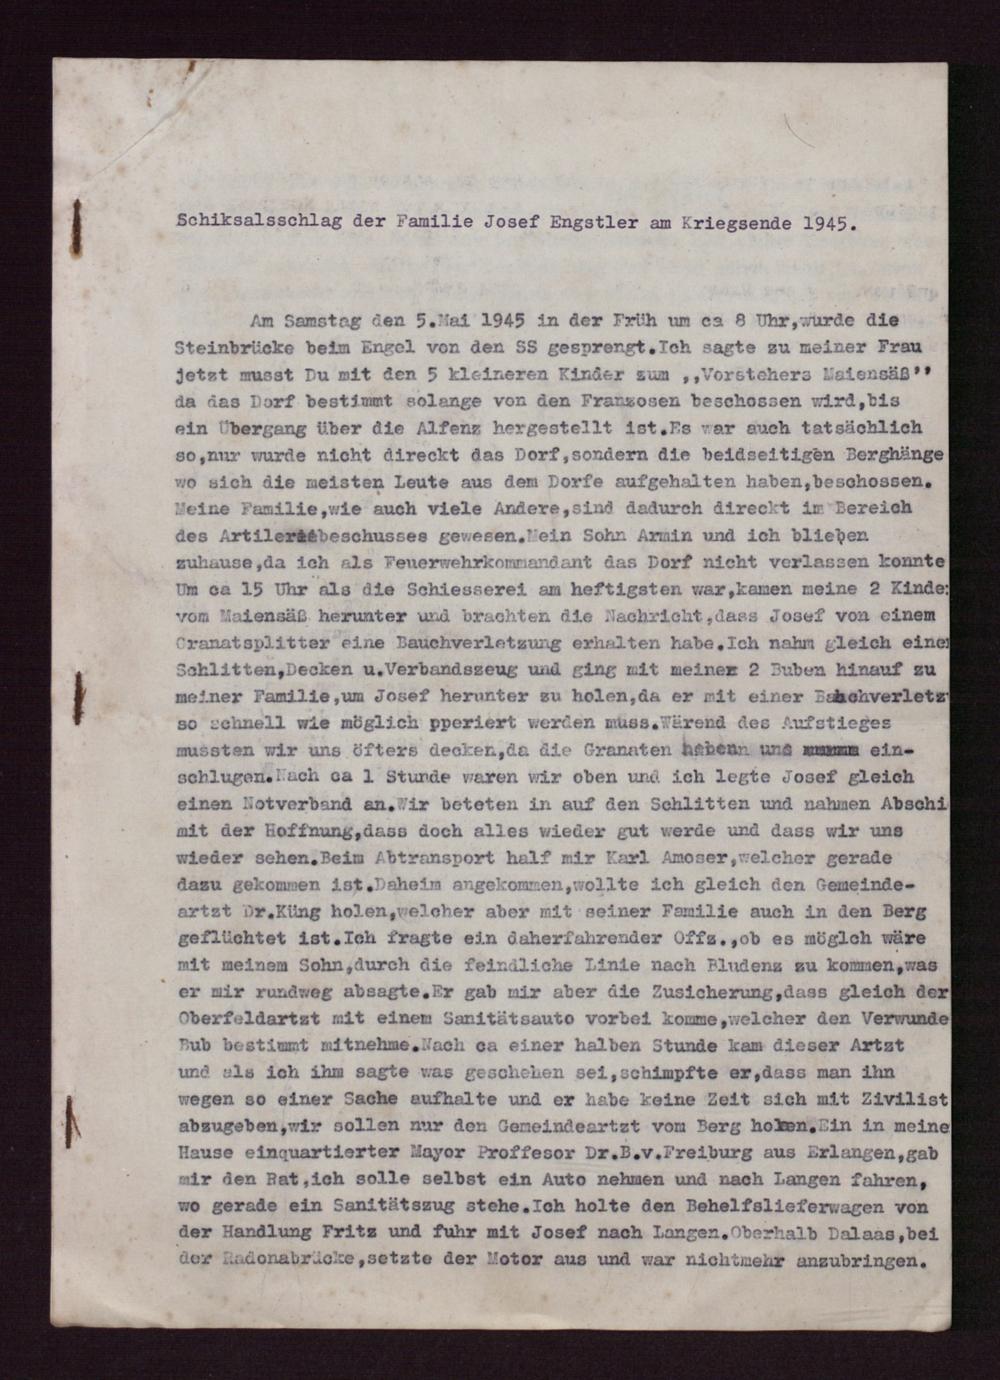 Schiksalsschlag der Familie Josef Engstler am Kriegsende 1945.
Am Samstag den 5.Mai 1945 in der Früh um ca 8 Uhr,wurde die
Steinbrücke beim Engel von den SS gesprengt.Ich sagte zu meiner Frau
jetzt musst Du mit den 5 kleineren Kinder zum ,,Vorstehers Maiensäß''
da das Dorf bestimmt solange von den Franzosen beschossen wird,bis
ein Übergang über die Alfenz hergestellt ist.Es war auch tatsächlich
so,nur wurde nicht direckt das Dorf,sondern die beidseitigen Berghänge
wo sich die meisten Leute aus dem Dorfe aufgehalten haben,beschossen.
Meine Familie,wie auch viele Andere,sind dadurch direckt im Bereich
des Artileriebeschusses gewesen.Mein Sohn Armin und ich blieben
zuhause,da ich als Feuerwehrkommandant das Dorf nicht verlassen konnte
Um ca 15 Uhr als die Schiesserei am heftigsten war,kamen meine 2 Kinder
vom Maiensäß herunter und brachten die Nachricht,dass Josef von einem
Granatsplitter eine Bauchverletzung erhalten habe.Ich nahm gleich einen
Schlitten,Decken u.Verbandszeug und ging mit meinen 2 Buben hinauf zu
meiner Familie,um Josef herunter zu holen,da er mit einer Bauchverletz
so schnell wie möglich pperiert werden muss.Wärend des Aufstieges
mussten wir uns öfters decken,da die Granaten neben uns ein-
schlugen.Nach ca 1 Stunde waren wir oben und ich legte Josef gleich
einen Notverband an.Wir beteten in auf den Schlitten und nahmen Abschi
mit der Hoffnung,dass doch alles wieder gut werde und dass wir uns
wieder sehen.Beim Abtransport half mir Karl Amoser,welcher gerade
dazu gekommen ist.Daheim angekommen,wollte ich gleich den Gemeinde-
artzt Dr.Küng holen,welcher aber mit seiner Familie auch in den Berg
geflüchtet ist.Ich fragte ein daherfahrender Offz.,ob es möglch wäre
mit meinem Sohn,durch die feindliche Linie nach Bludenz zu kommen,was
er mir rundweg absagte.Er gab mir aber die Zusicherung,dass gleich der
Oberfeldartzt mit einem Sanitätsauto vorbei komme,welcher den Verwunde
Bub bestimmt mitnehme.Nach ca einer halben Stunde kam dieser Artzt
und als ich ihm sagte was geschehen sei,schimpfte er,dass man ihn
wegen so einer Sache aufhalte und er habe keine Zeit sich mit Zivilist
abzugeben,wir sollen nur den Gemeindeartzt vom Berg holen.Ein in meine
Hause einquartierter Mayor Proffesor Dr.B.v.Freiburg aus Erlangen,gab
mir den Rat,ich solle selbst ein Auto nehmen und nach Langen fahren,
wo gerade ein Sanitätszug stehe.Ich holte den Behelfslieferwagen von
der Handlung Fritz und fuhr mit Josef nach Langen.Oberhalb Dalaas,bei
der Radonabrücke,setzte der Motor aus und war nichtmehr anzubringen.